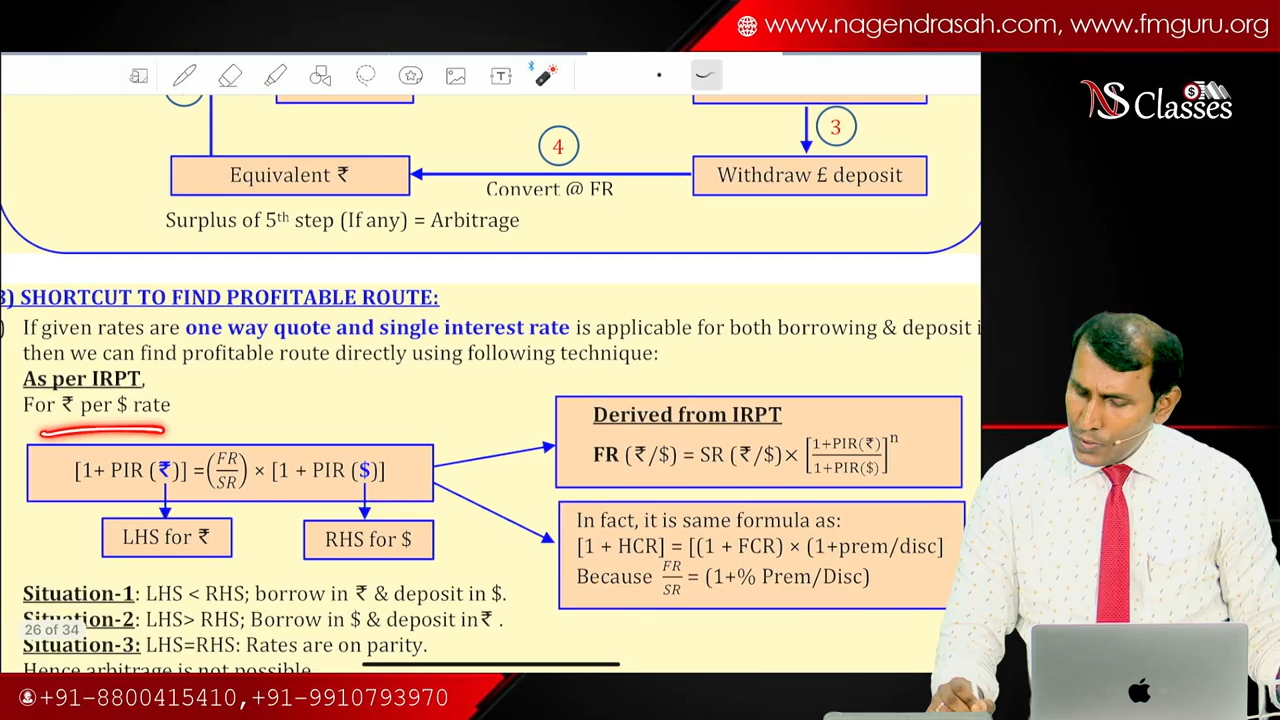 www.nagendrasah.com, www.fmguru.org
NS Classes
3
4
Equivalent ₹
Convert @ FR
Withdraw £ deposit
Surplus of 5th step (If any) = Arbitrage
3) SHORTCUT TO FIND PROFITABLE ROUTE:
) If given rates are one way quote and single interest rate is applicable for both borrowing & deposit i
then we can find profitable route directly using following technique:
As per IRPT,
For ₹ per $ rate
[1+ PIR (₹)] =(FR/SR) × [1 + PIR ($)]
LHS for ₹
RHS for $
Derived from IRPT
FR (₹/$) = SR (₹/$)× [1+PIR(₹)/1+PIR($)]n
In fact, it is same formula as:
[1 + HCR] = [(1 + FCR) × (1+prem/disc]
Because FR/SR = (1+% Prem/Disc)
Situation-1: LHS < RHS; borrow in ₹ & deposit in $.
Situation-2: LHS> RHS; Borrow in $ & deposit in₹ .
26 of 34
Situation-3: LHS=RHS: Rates are on parity.
Hence arbitrage is not possible.
+91-8800415410,+91-9910793970